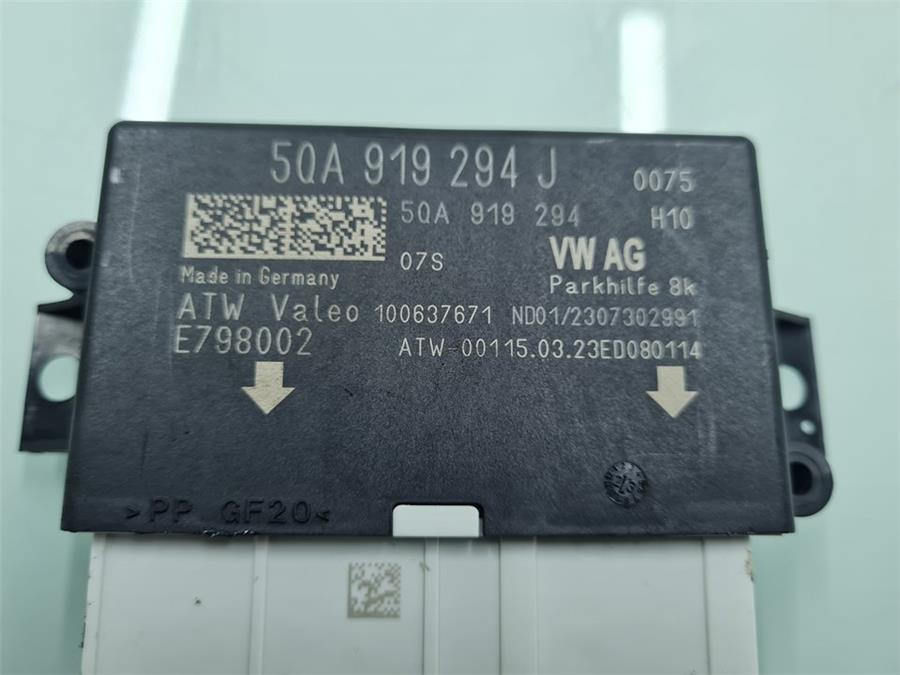 5QA 919 294 J 0075
5QA 919 294 H10
07S VW AG
Made in Germany Parkhilfe 8k
ATW Valeo 100637671 ND01/2307302991
E798002 ATW-00115.03.23ED080114
>PP GF20<